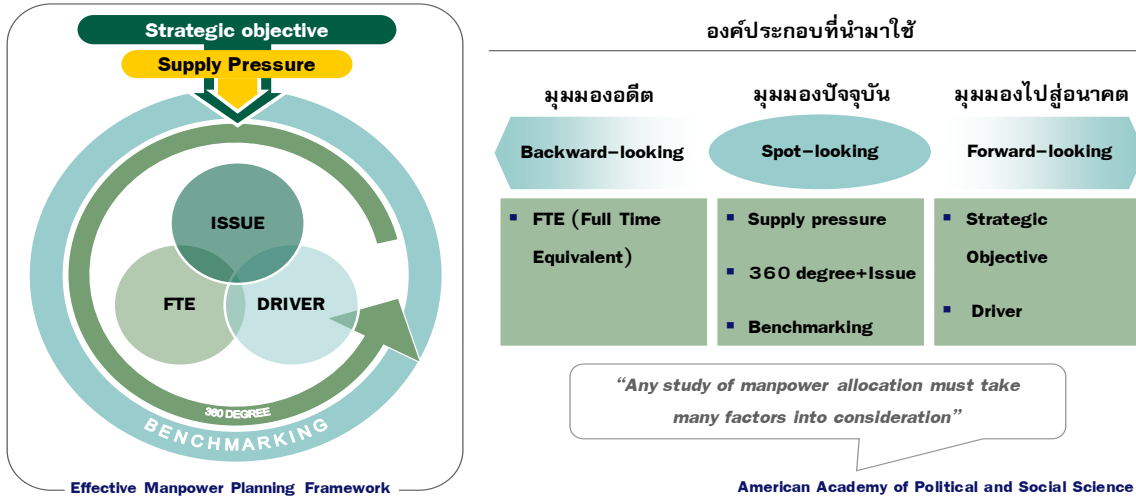 Strategic objective
Supply Pressure
ISSUE
FTE
DRIVER
360 DEGREE
BENCHMARKING
Effective Manpower Planning Framework
องค์ประกอบที่นำมาใช้
มุมมองอดีต
มุมมองปัจจุบัน
มุมมองไปสู่อนาคต
Backward-looking
Spot-looking
Forward-looking
▪ FTE (Full Time
Equivalent)
▪ Supply pressure
▪ 360 degree+Issue
▪ Benchmarking
▪ Strategic
Objective
▪ Driver
“Any study of manpower allocation must take
many factors into consideration”
American Academy of Political and Social Science